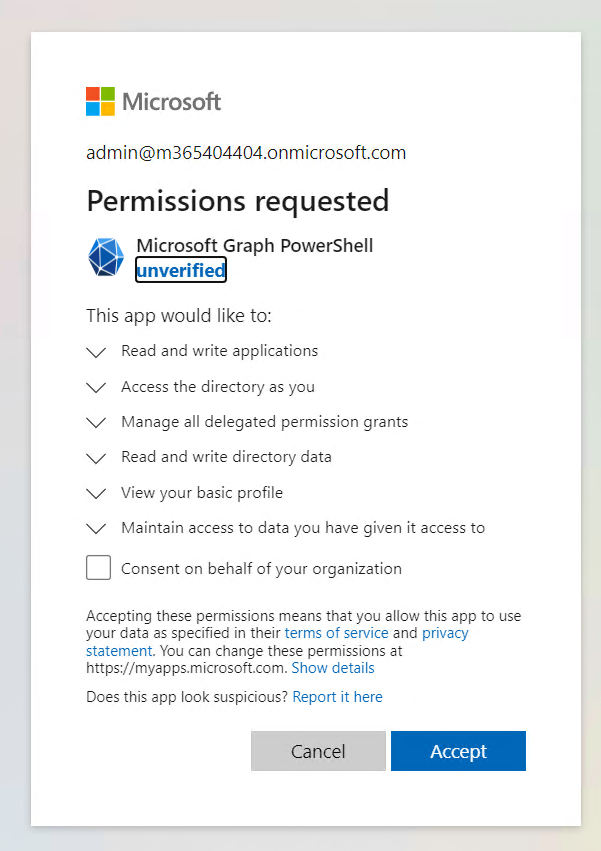 Microsoft
admin@m365404404.onmicrosoft.com
Permissions requested
Microsoft Graph PowerShell
unverified
This app would like to:
Read and write applications
Access the directory as you
Manage all delegated permission grants
Read and write directory data
View your basic profile
Maintain access to data you have given it access to
Consent on behalf of your organization
Accepting these permissions means that you allow this app to use
your data as specified in their terms of service and privacy
statement. You can change these permissions at
https://myapps.microsoft.com. Show details
Does this app look suspicious? Report it here
Cancel Accept